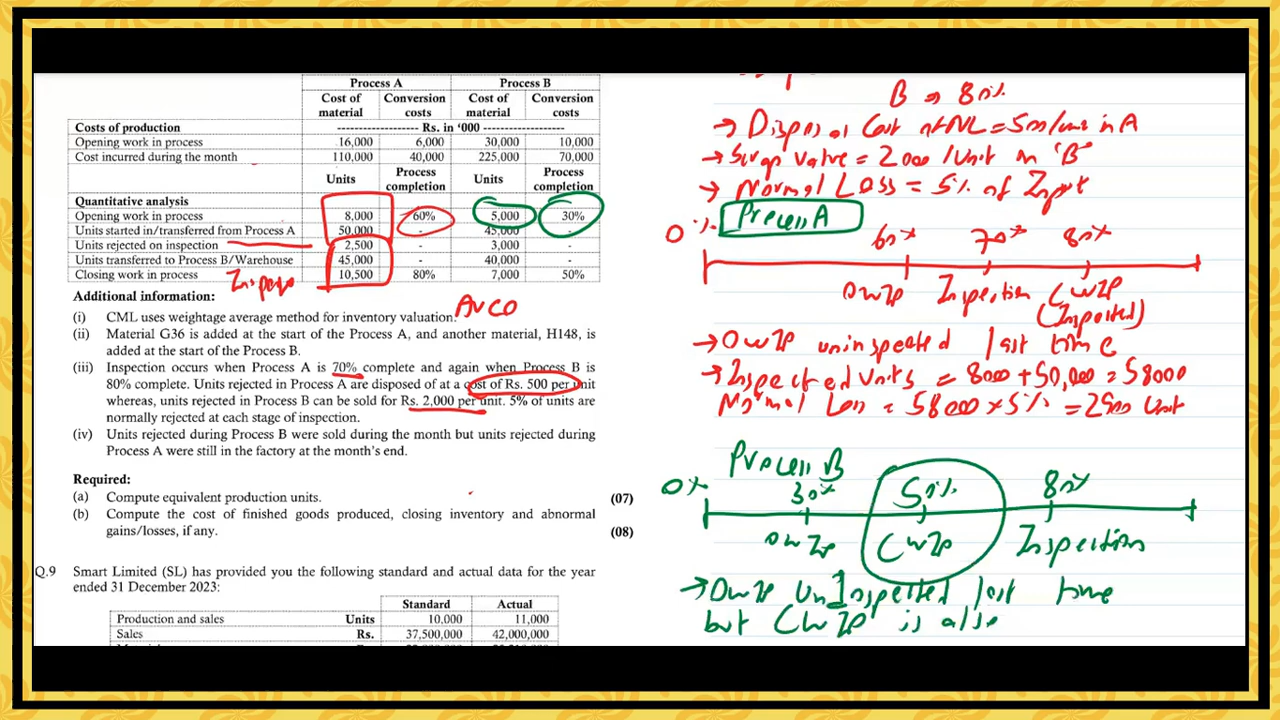 Process A Process B
Cost of material Conversion costs Cost of material Conversion costs
Costs of production ---------------------- Rs. in ‘000 ----------------------
Opening work in process 16,000 6,000 30,000 10,000
Cost incurred during the month 110,000 40,000 225,000 70,000
Units Process completion Units Process completion
Quantitative analysis
Opening work in process 8,000 60% 5,000 30%
Units started in/transferred from Process A 50,000 - 45,000 -
Units rejected on inspection 2,500 - 3,000 -
Units transferred to Process B/Warehouse 45,000 - 40,000 -
Closing work in process 10,500 80% 7,000 50%
Additional information:
(i) CML uses weightage average method for inventory valuation.
AVCO
(ii) Material G36 is added at the start of the Process A, and another material, H148, is
added at the start of the Process B.
(iii) Inspection occurs when Process A is 70% complete and again when Process B is
80% complete. Units rejected in Process A are disposed of at a cost of Rs. 500 per unit
whereas, units rejected in Process B can be sold for Rs. 2,000 per unit. 5% of units are
normally rejected at each stage of inspection.
(iv) Units rejected during Process B were sold during the month but units rejected during
Process A were still in the factory at the month’s end.
Required:
(a) Compute equivalent production units. (07)
(b) Compute the cost of finished goods produced, closing inventory and abnormal
gains/losses, if any. (08)
Q.9 Smart Limited (SL) has provided you the following standard and actual data for the year
ended 31 December 2023:
Standard Actual
Production and sales Units 10,000 11,000
Sales Rs. 37,500,000 42,000,000
B ⇒ 80%
→ Disposal Cost of NL = 500/unit in A
→ Scrap Value = 2000/Unit in "B"
→ Normal Loss = 5% of Input
Process A
0% 60% 70% 80%
OWIP Inspection CWIP
(Inspected)
→ OWIP uninspected last time
→ Inspected Units = 8000 + 50,000 = 58000
Normal Loss = 58000 x 5% = 2900 Unit
Process B
0% 30% 50% 80%
OWIP CWIP Inspection
→ OWIP UnInspected last time
but CWIP is also